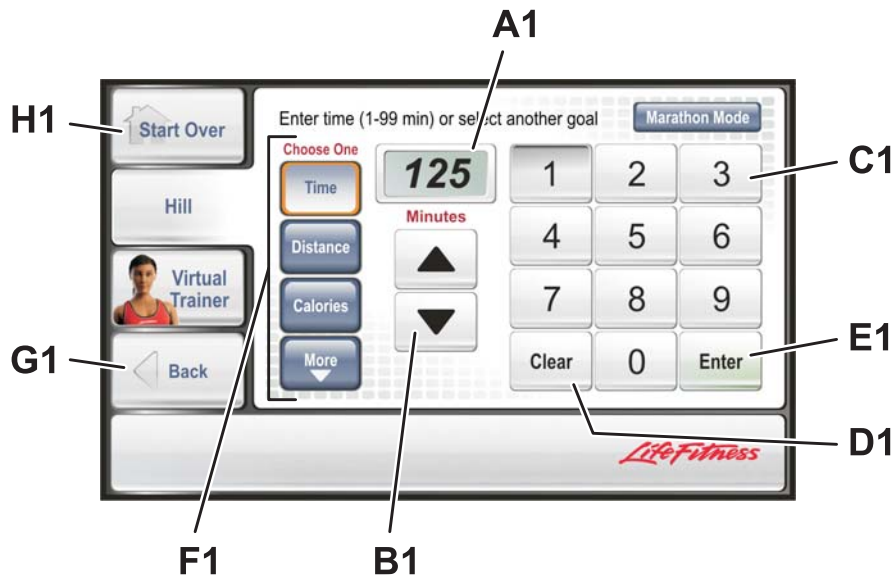 A1
H1
Start Over
Enter time (1-99 min) or select another goal
Marathon Mode
Choose One
Time
125
1
2
3
C1
Hill
Minutes
Distance
4
5
6
Virtual
Trainer
Calories
7
8
9
E1
G1
Back
More
Clear
0
Enter
D1
LifeFitness
F1
B1